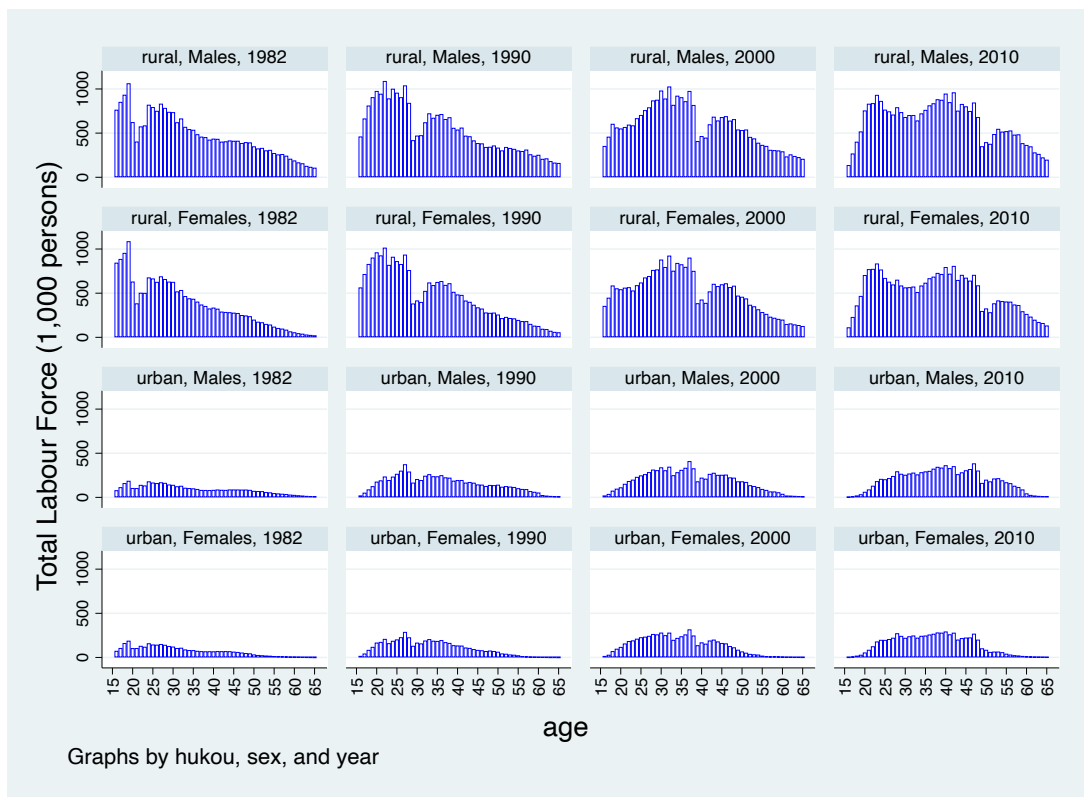 Total Labour Force (1,000 persons)
rural, Males, 1982
rural, Males, 1990
rural, Males, 2000
rural, Males, 2010
1000
500
0
rural, Females, 1982
rural, Females, 1990
rural, Females, 2000
rural, Females, 2010
1000
500
0
urban, Males, 1982
urban, Males, 1990
urban, Males, 2000
urban, Males, 2010
1000
500
0
urban, Females, 1982
urban, Females, 1990
urban, Females, 2000
urban, Females, 2010
1000
500
0
15 20 25 30 35 40 45 50 55 60 65
15 20 25 30 35 40 45 50 55 60 65
15 20 25 30 35 40 45 50 55 60 65
15 20 25 30 35 40 45 50 55 60 65
age
Graphs by hukou, sex, and year